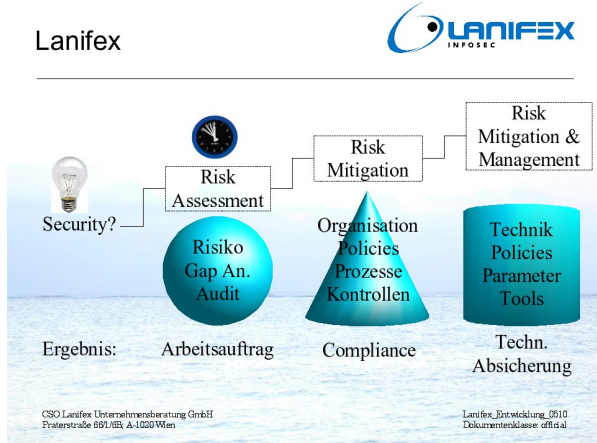 Lanifex
LANIFEX
INFOSEC
Risk
Mitigation &
Management
Risk
Mitigation
Risk
Assessment
Security?
Risiko
Gap An.
Audit
Organisation
Policies
Prozesse
Kontrollen
Technik
Policies
Parameter
Tools
Ergebnis:
Arbeitsauftrag
Compliance
Techn.
Absicherung
CSO Lanifex Unternehmensberatung GmbH
Praterstraße 66/1/6B; A-1020 Wien
Lanifex_Entwicklung_0510
Dokumentenklasse: official